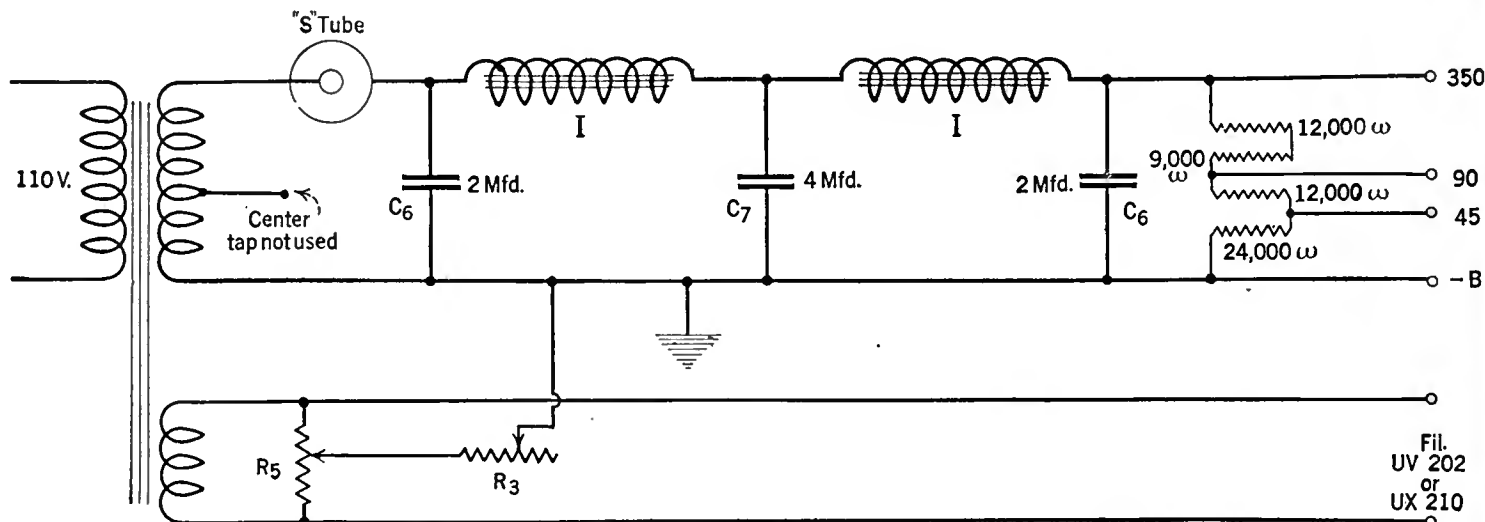 "S" Tube
350
I
I
12,000 ω
9,000
ω
110 V.
2 Mfd.
4 Mfd.
2 Mfd.
90
12,000 ω
C6
C7
C6
45
Center
tap not used
24,000 ω
– B
R5
R3
Fil.
UV 202
or
UX 210